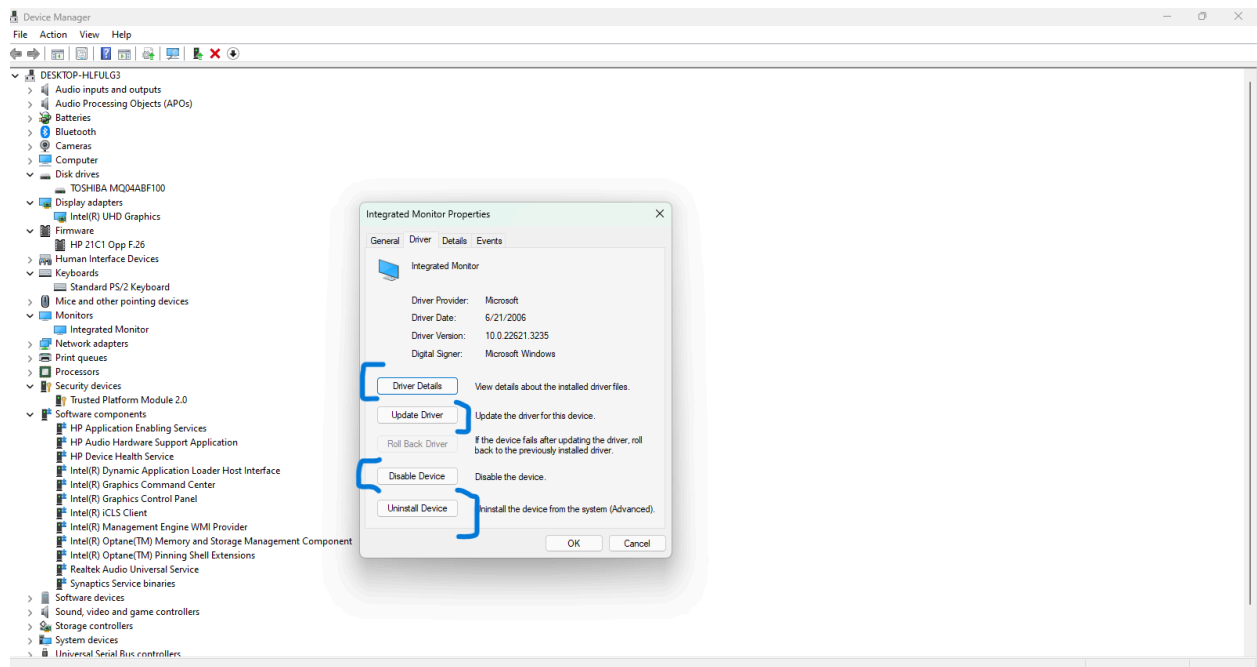 Device Manager
File Action View Help
DESKTOP-HLFULG3
Audio inputs and outputs
Audio Processing Objects (APOs)
Batteries
Bluetooth
Cameras
Computer
Disk drives
TOSHIBA MQ04ABF100
Display adapters
Intel(R) UHD Graphics
Firmware
HP 21C1 Opp F.26
Human Interface Devices
Keyboards
Standard PS/2 Keyboard
Mice and other pointing devices
Monitors
Integrated Monitor
Network adapters
Print queues
Processors
Security devices
Trusted Platform Module 2.0
Software components
HP Application Enabling Services
HP Audio Hardware Support Application
HP Device Health Service
Intel(R) Dynamic Application Loader Host Interface
Intel(R) Graphics Command Center
Intel(R) Graphics Control Panel
Intel(R) iCLS Client
Intel(R) Management Engine WMI Provider
Intel(R) Optane(TM) Memory and Storage Management Component
Intel(R) Optane(TM) Pinning Shell Extensions
Realtek Audio Universal Service
Synaptics Service binaries
Software devices
Sound, video and game controllers
Storage controllers
System devices
Universal Serial Bus controllers
Integrated Monitor Properties
General Driver Details Events
Integrated Monitor
Driver Provider: Microsoft
Driver Date: 6/21/2006
Driver Version: 10.0.22621.3235
Digital Signer: Microsoft Windows
Driver Details View details about the installed driver files.
Update Driver Update the driver for this device.
Roll Back Driver If the device fails after updating the driver, roll
back to the previously installed driver.
Disable Device Disable the device.
Uninstall Device Uninstall the device from the system (Advanced).
OK Cancel